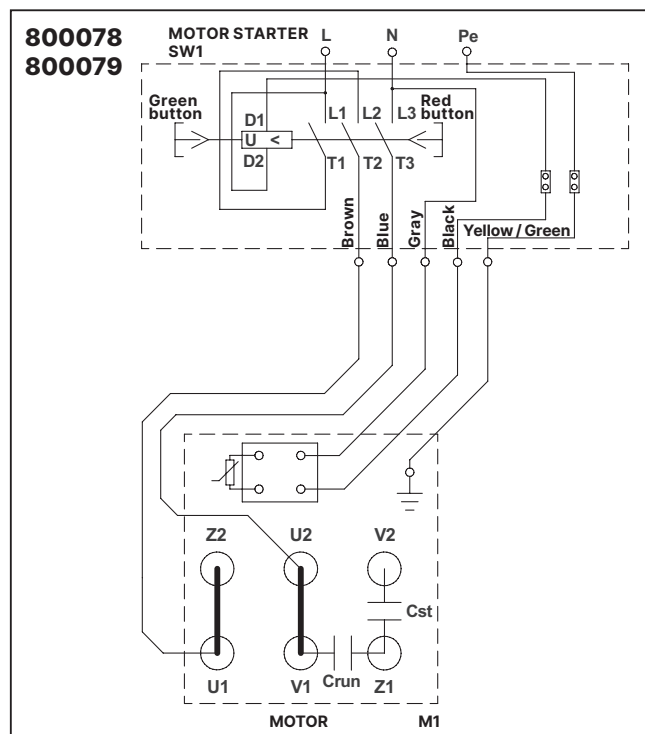 800078
800079
MOTOR STARTER
SW1
L
N
Pe
Green
button
D1
U <
D2
L1
L2
L3
Red
button
T1
T2
T3
Brown
Blue
Gray
Black
Yellow / Green
Z2
U2
V2
Cst
Crun
U1
V1
Z1
MOTOR
M1